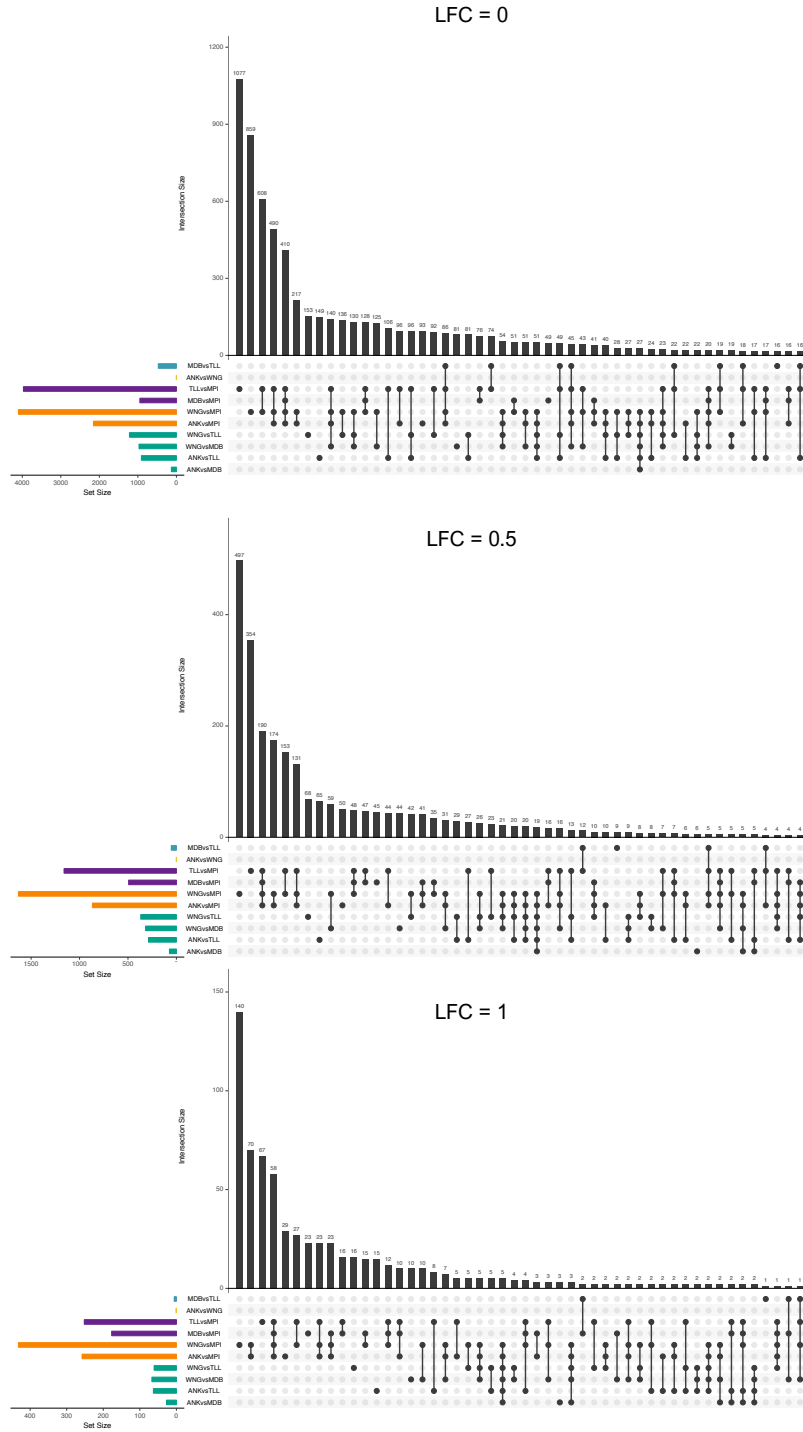 LFC = 0
1200
900
600
300
0
Intersection Size
1077 859 608 490 410 217 153 149 140 136 130 128 125 106 96 96 93 92 86 81 81 76 74 54 51 51 51 49 49 45 43 41 40 28 27 27 24 23 22 22 22 20 19 19 18 17 17 16 16 16
MDBvsTLL
ANKvsWNG
TLLvsMPI
MDBvsMPI
WNGvsMPI
ANKvsMPI
WNGvsTLL
WNGvsMDB
ANKvsTLL
ANKvsMDB
4000 3000 2000 1000 0
Set Size
LFC = 0.5
400
200
0
Intersection Size
497 354 190 174 153 131 68 65 59 50 48 47 45 44 44 42 41 35 31 29 27 26 23 21 20 20 19 16 16 13 12 10 10 9 9 8 8 7 7 6 6 5 5 5 5 5 4 4 4 4
MDBvsTLL
ANKvsWNG
TLLvsMPI
MDBvsMPI
WNGvsMPI
ANKvsMPI
WNGvsTLL
WNGvsMDB
ANKvsTLL
ANKvsMDB
1500 1000 500 0
Set Size
LFC = 1
150
100
50
0
Intersection Size
140 70 67 58 29 27 23 23 23 16 16 15 15 12 10 10 10 8 7 5 5 5 5 5 4 4 3 3 3 3 2 2 2 2 2 2 2 2 2 2 2 2 2 2 2 2 1 1 1 1
MDBvsTLL
ANKvsWNG
TLLvsMPI
MDBvsMPI
WNGvsMPI
ANKvsMPI
WNGvsTLL
WNGvsMDB
ANKvsTLL
ANKvsMDB
400 300 200 100 0
Set Size